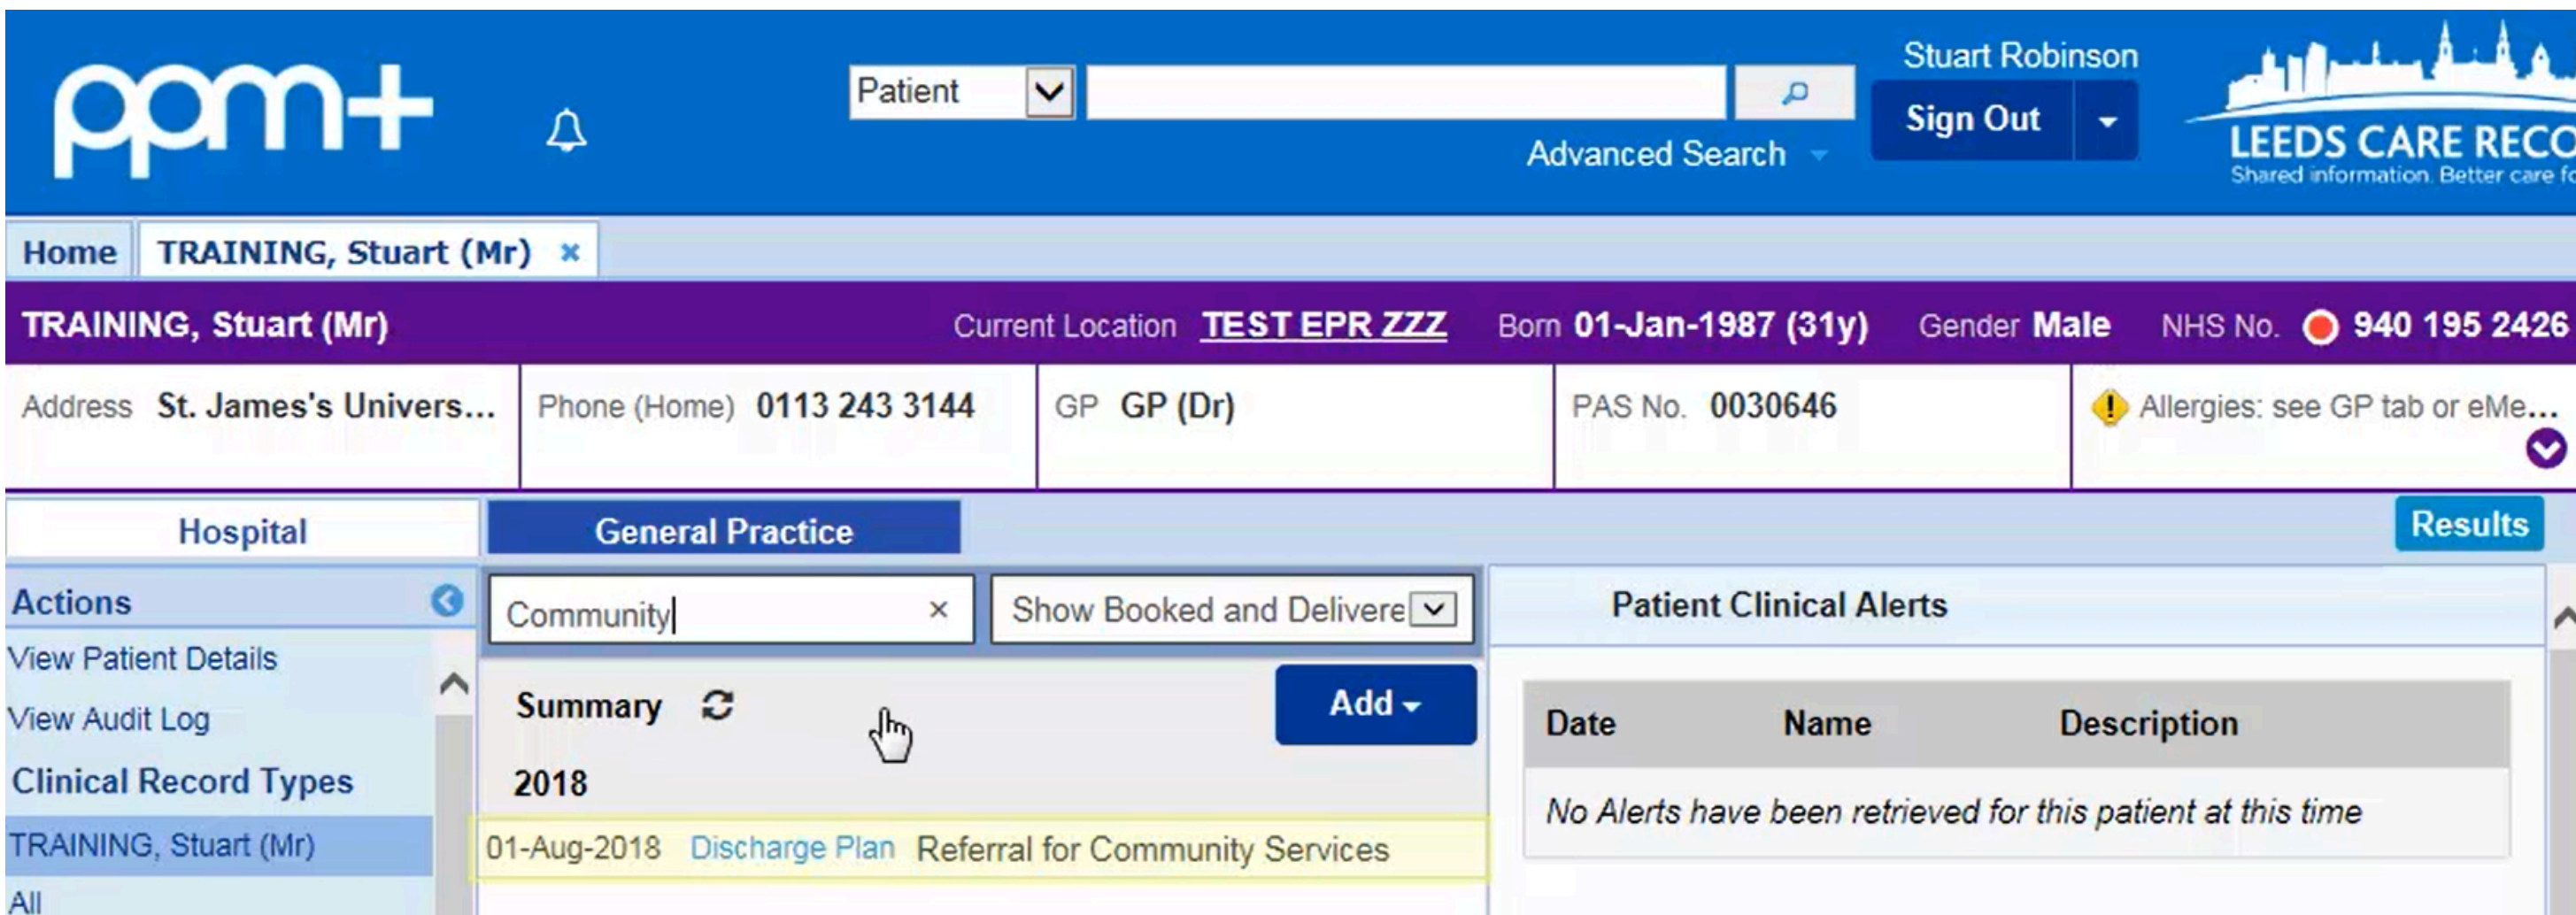 ppm+
Patient
Stuart Robinson
Sign Out
Advanced Search
LEEDS CARE RECO
Shared information. Better care fo
Home TRAINING, Stuart (Mr) ×
TRAINING, Stuart (Mr) Current Location TEST EPR ZZZ Born 01-Jan-1987 (31y) Gender Male NHS No. 940 195 2426
Address St. James's Univers... Phone (Home) 0113 243 3144 GP GP (Dr) PAS No. 0030646 Allergies: see GP tab or eMe...
Hospital General Practice Results
Actions
Community × Show Booked and Delivere
Patient Clinical Alerts
View Patient Details
View Audit Log
Summary Add
Date Name Description
Clinical Record Types
2018
No Alerts have been retrieved for this patient at this time
TRAINING, Stuart (Mr)
01-Aug-2018 Discharge Plan Referral for Community Services
All